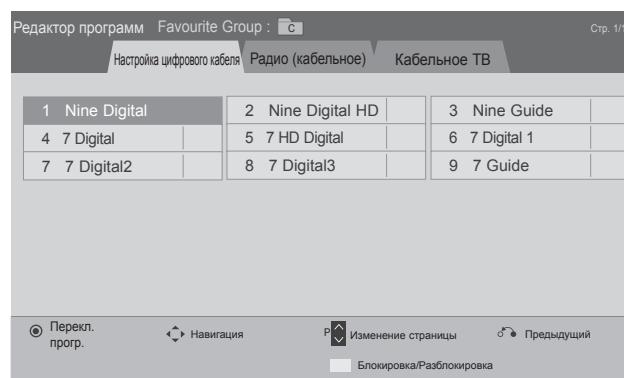 Редактор программ Favourite Group : C Стр. 1/1
Настройка цифрового кабеля Радио (кабельное) Кабельное ТВ
1 Nine Digital 2 Nine Digital HD 3 Nine Guide
4 7 Digital 5 7 HD Digital 6 7 Digital 1
7 7 Digital2 8 7 Digital3 9 7 Guide
Перекл. прогр. Навигация P Изменение страницы Предыдущий
Блокировка/Разблокировка